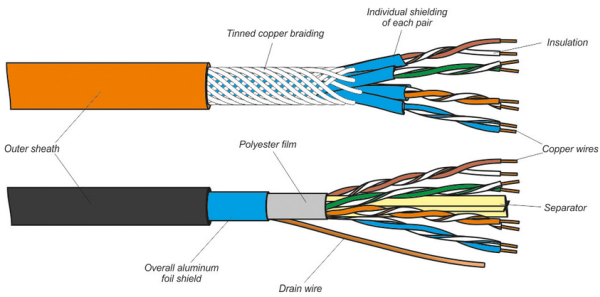 Individual shielding
of each pair
Tinned copper braiding
Insulation
Outer sheath
Polyester film
Copper wires
Separator
Overall aluminum
foil shield
Drain wire